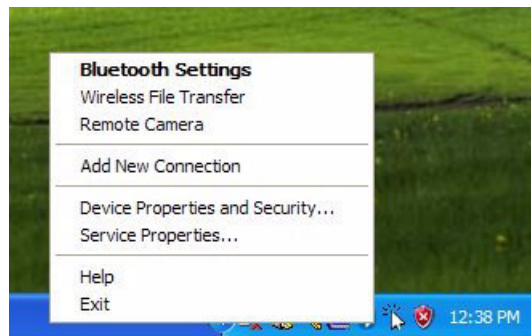 Bluetooth Settings
Wireless File Transfer
Remote Camera
Add New Connection
Device Properties and Security...
Service Properties...
Help
Exit
12:38 PM